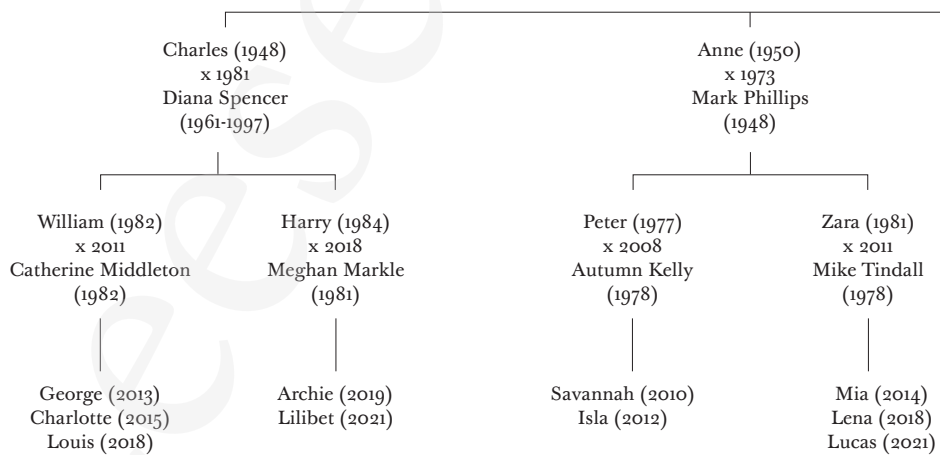 Charles (1948)
x 1981
Diana Spencer
(1961-1997)
Anne (1950)
x 1973
Mark Phillips
(1948)
William (1982)
x 2011
Catherine Middleton
(1982)
Harry (1984)
x 2018
Meghan Markle
(1981)
Peter (1977)
x 2008
Autumn Kelly
(1978)
Zara (1981)
x 2011
Mike Tindall
(1978)
George (2013)
Charlotte (2015)
Louis (2018)
Archie (2019)
Lilibet (2021)
Savannah (2010)
Isla (2012)
Mia (2014)
Lena (2018)
Lucas (2021)